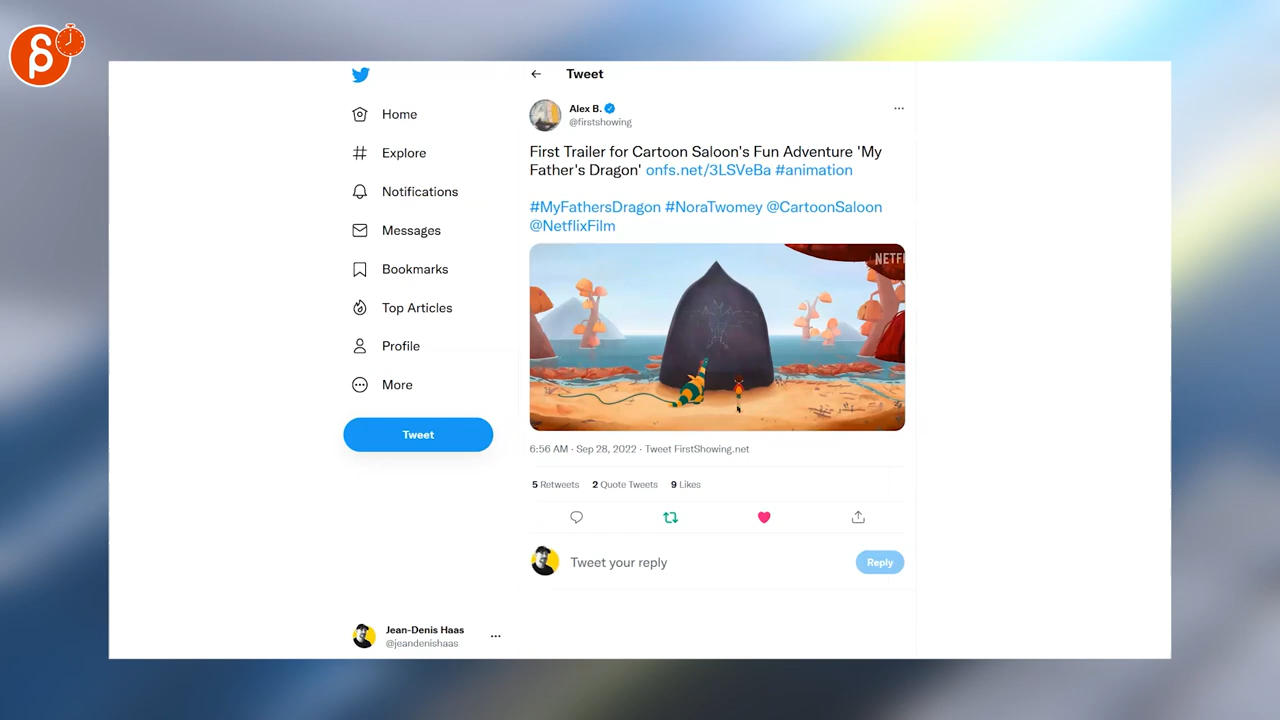 Tweet
Alex B.
@firstshowing
Home
Explore
Notifications
Messages
Bookmarks
Top Articles
Profile
More
Tweet
First Trailer for Cartoon Saloon's Fun Adventure 'My
Father's Dragon' onfs.net/3LSVeBa #animation
#MyFathersDragon #NoraTwomey @CartoonSaloon
@NetflixFilm
NETF
6:56 AM · Sep 28, 2022 · Tweet FirstShowing.net
5 Retweets 2 Quote Tweets 9 Likes
Tweet your reply
Reply
Jean-Denis Haas
@jeandenishaas